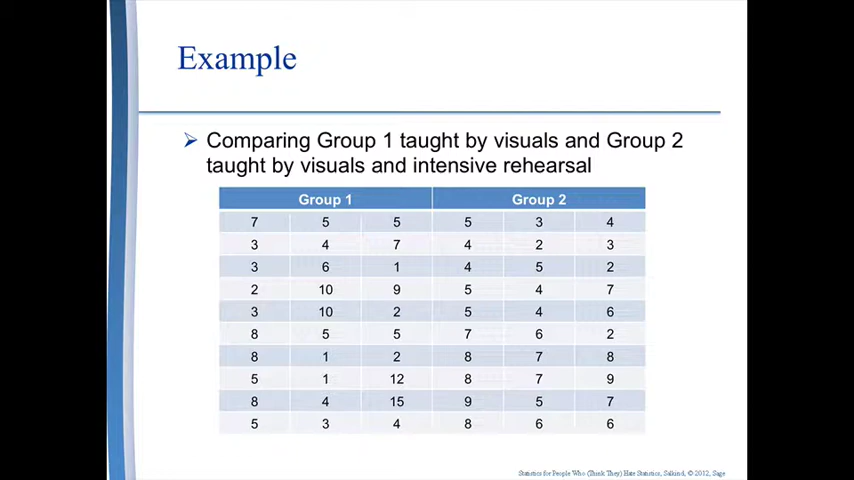 Example
Comparing Group 1 taught by visuals and Group 2
taught by visuals and intensive rehearsal
Group 1 Group 2
7 5 5 5 3 4
3 4 7 4 2 3
3 6 1 4 5 2
2 10 9 5 4 7
3 10 2 5 4 6
8 5 5 7 6 2
8 1 2 8 7 8
5 1 12 8 7 9
8 4 15 9 5 7
5 3 4 8 6 6
Statistics for People Who (Think They) Hate Statistics, Salkind, © 2012, Sage